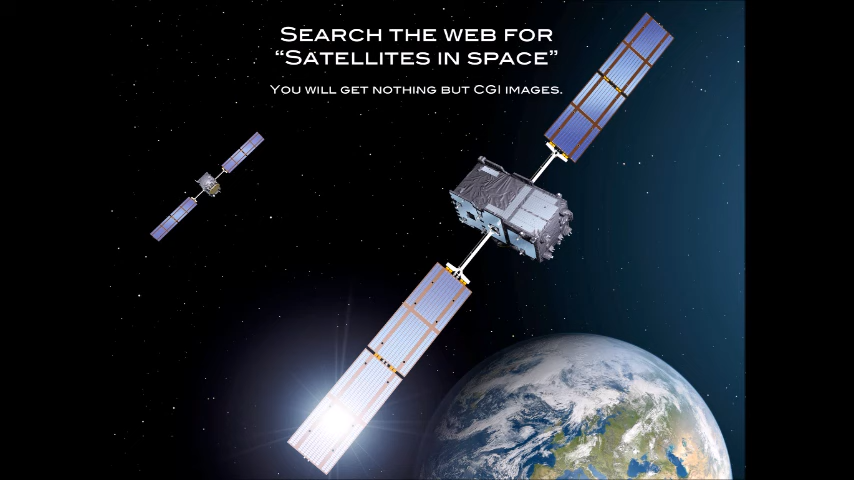 Search the web for
“Satellites in space”
You will get nothing but CGI images.